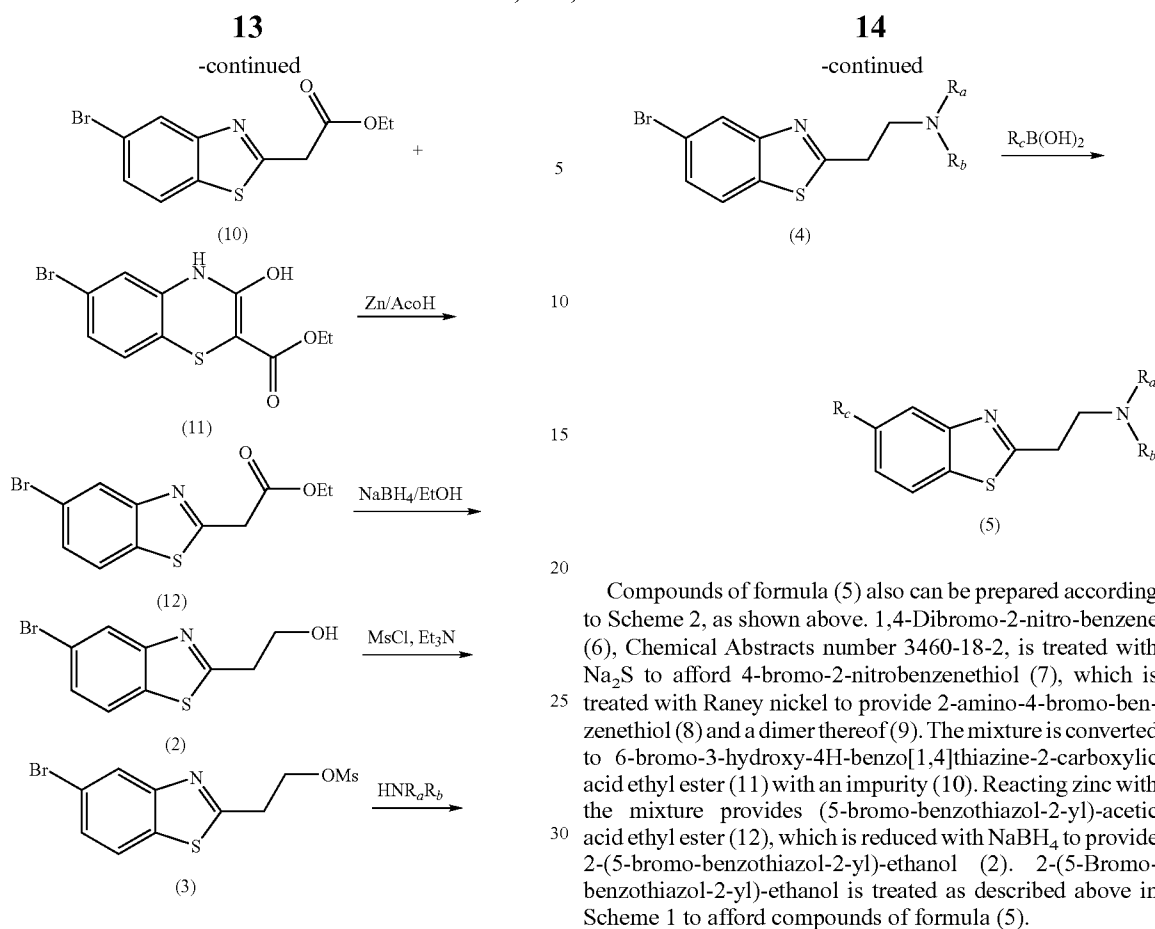 13
-continued
Br
N
S
O
OEt
+
(10)
Br
H
N
OH
S
OEt
O
Zn/AcoH
(11)
Br
N
S
O
OEt
NaBH4/EtOH
(12)
Br
N
S
OH
MsCl, Et3N
(2)
Br
N
S
OMs
HNRaRb
(3)
14
-continued
Br
N
S
N
Ra
Rb
RcB(OH)2
(4)
Rc
N
S
N
Ra
Rb
(5)
5
10
15
20
25
30
Compounds of formula (5) also can be prepared according
to Scheme 2, as shown above. 1,4-Dibromo-2-nitro-benzene
(6), Chemical Abstracts number 3460-18-2, is treated with
Na2S to afford 4-bromo-2-nitrobenzenethiol (7), which is
treated with Raney nickel to provide 2-amino-4-bromo-ben-
zenethiol (8) and a dimer thereof (9). The mixture is converted
to 6-bromo-3-hydroxy-4H-benzo[1,4]thiazine-2-carboxylic
acid ethyl ester (11) with an impurity (10). Reacting zinc with
the mixture provides (5-bromo-benzothiazol-2-yl)-acetic
acid ethyl ester (12), which is reduced with NaBH4 to provide
2-(5-bromo-benzothiazol-2-yl)-ethanol (2). 2-(5-Bromo-
benzothiazol-2-yl)-ethanol is treated as described above in
Scheme 1 to afford compounds of formula (5).